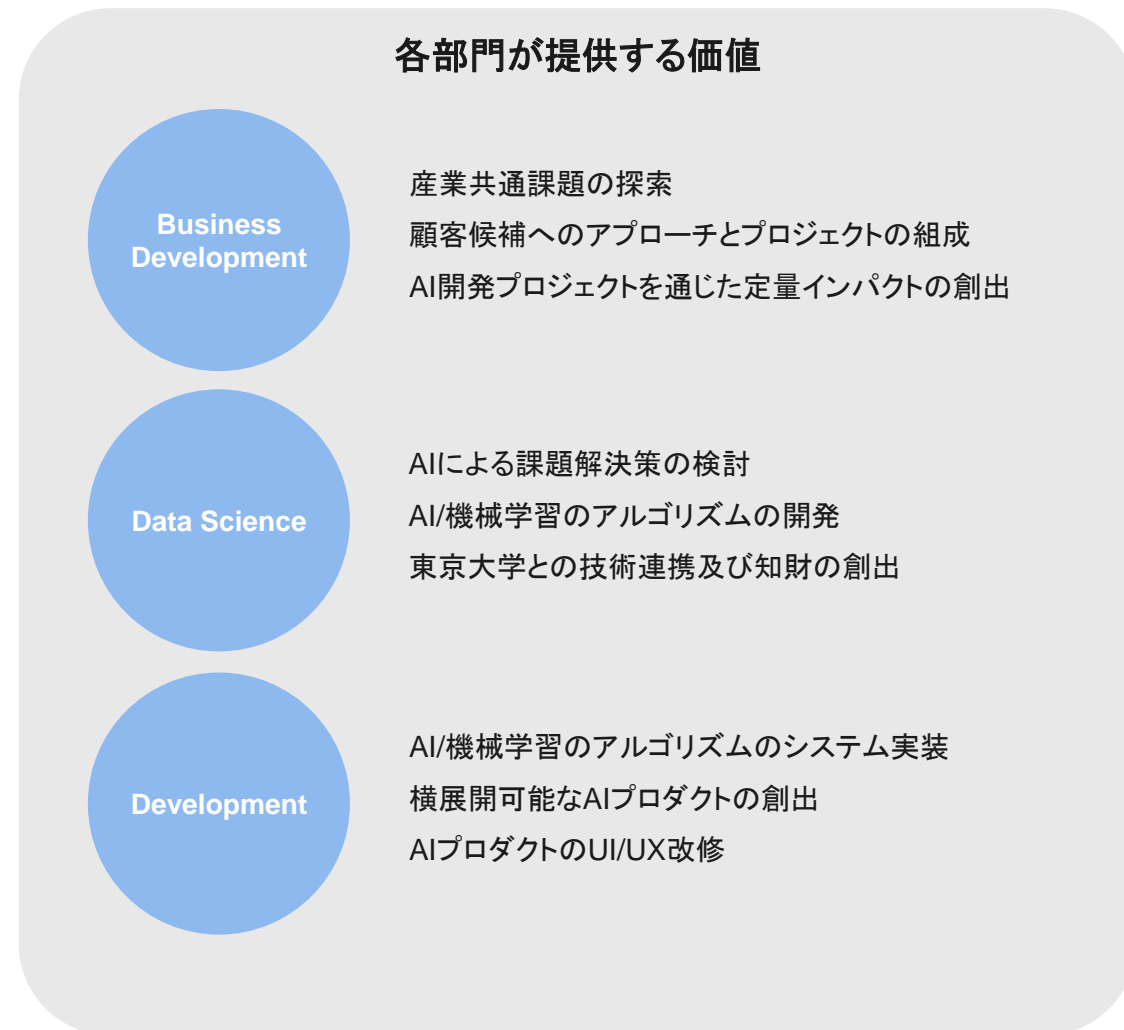 各部門が提供する価値
Business
Development
産業共通課題の探索
顧客候補へのアプローチとプロジェクトの組成
AI開発プロジェクトを通じた定量インパクトの創出
Data Science
AIによる課題解決策の検討
AI/機械学習のアルゴリズムの開発
東京大学との技術連携及び知財の創出
Development
AI/機械学習のアルゴリズムのシステム実装
横展開可能なAIプロダクトの創出
AIプロダクトのUI/UX改修